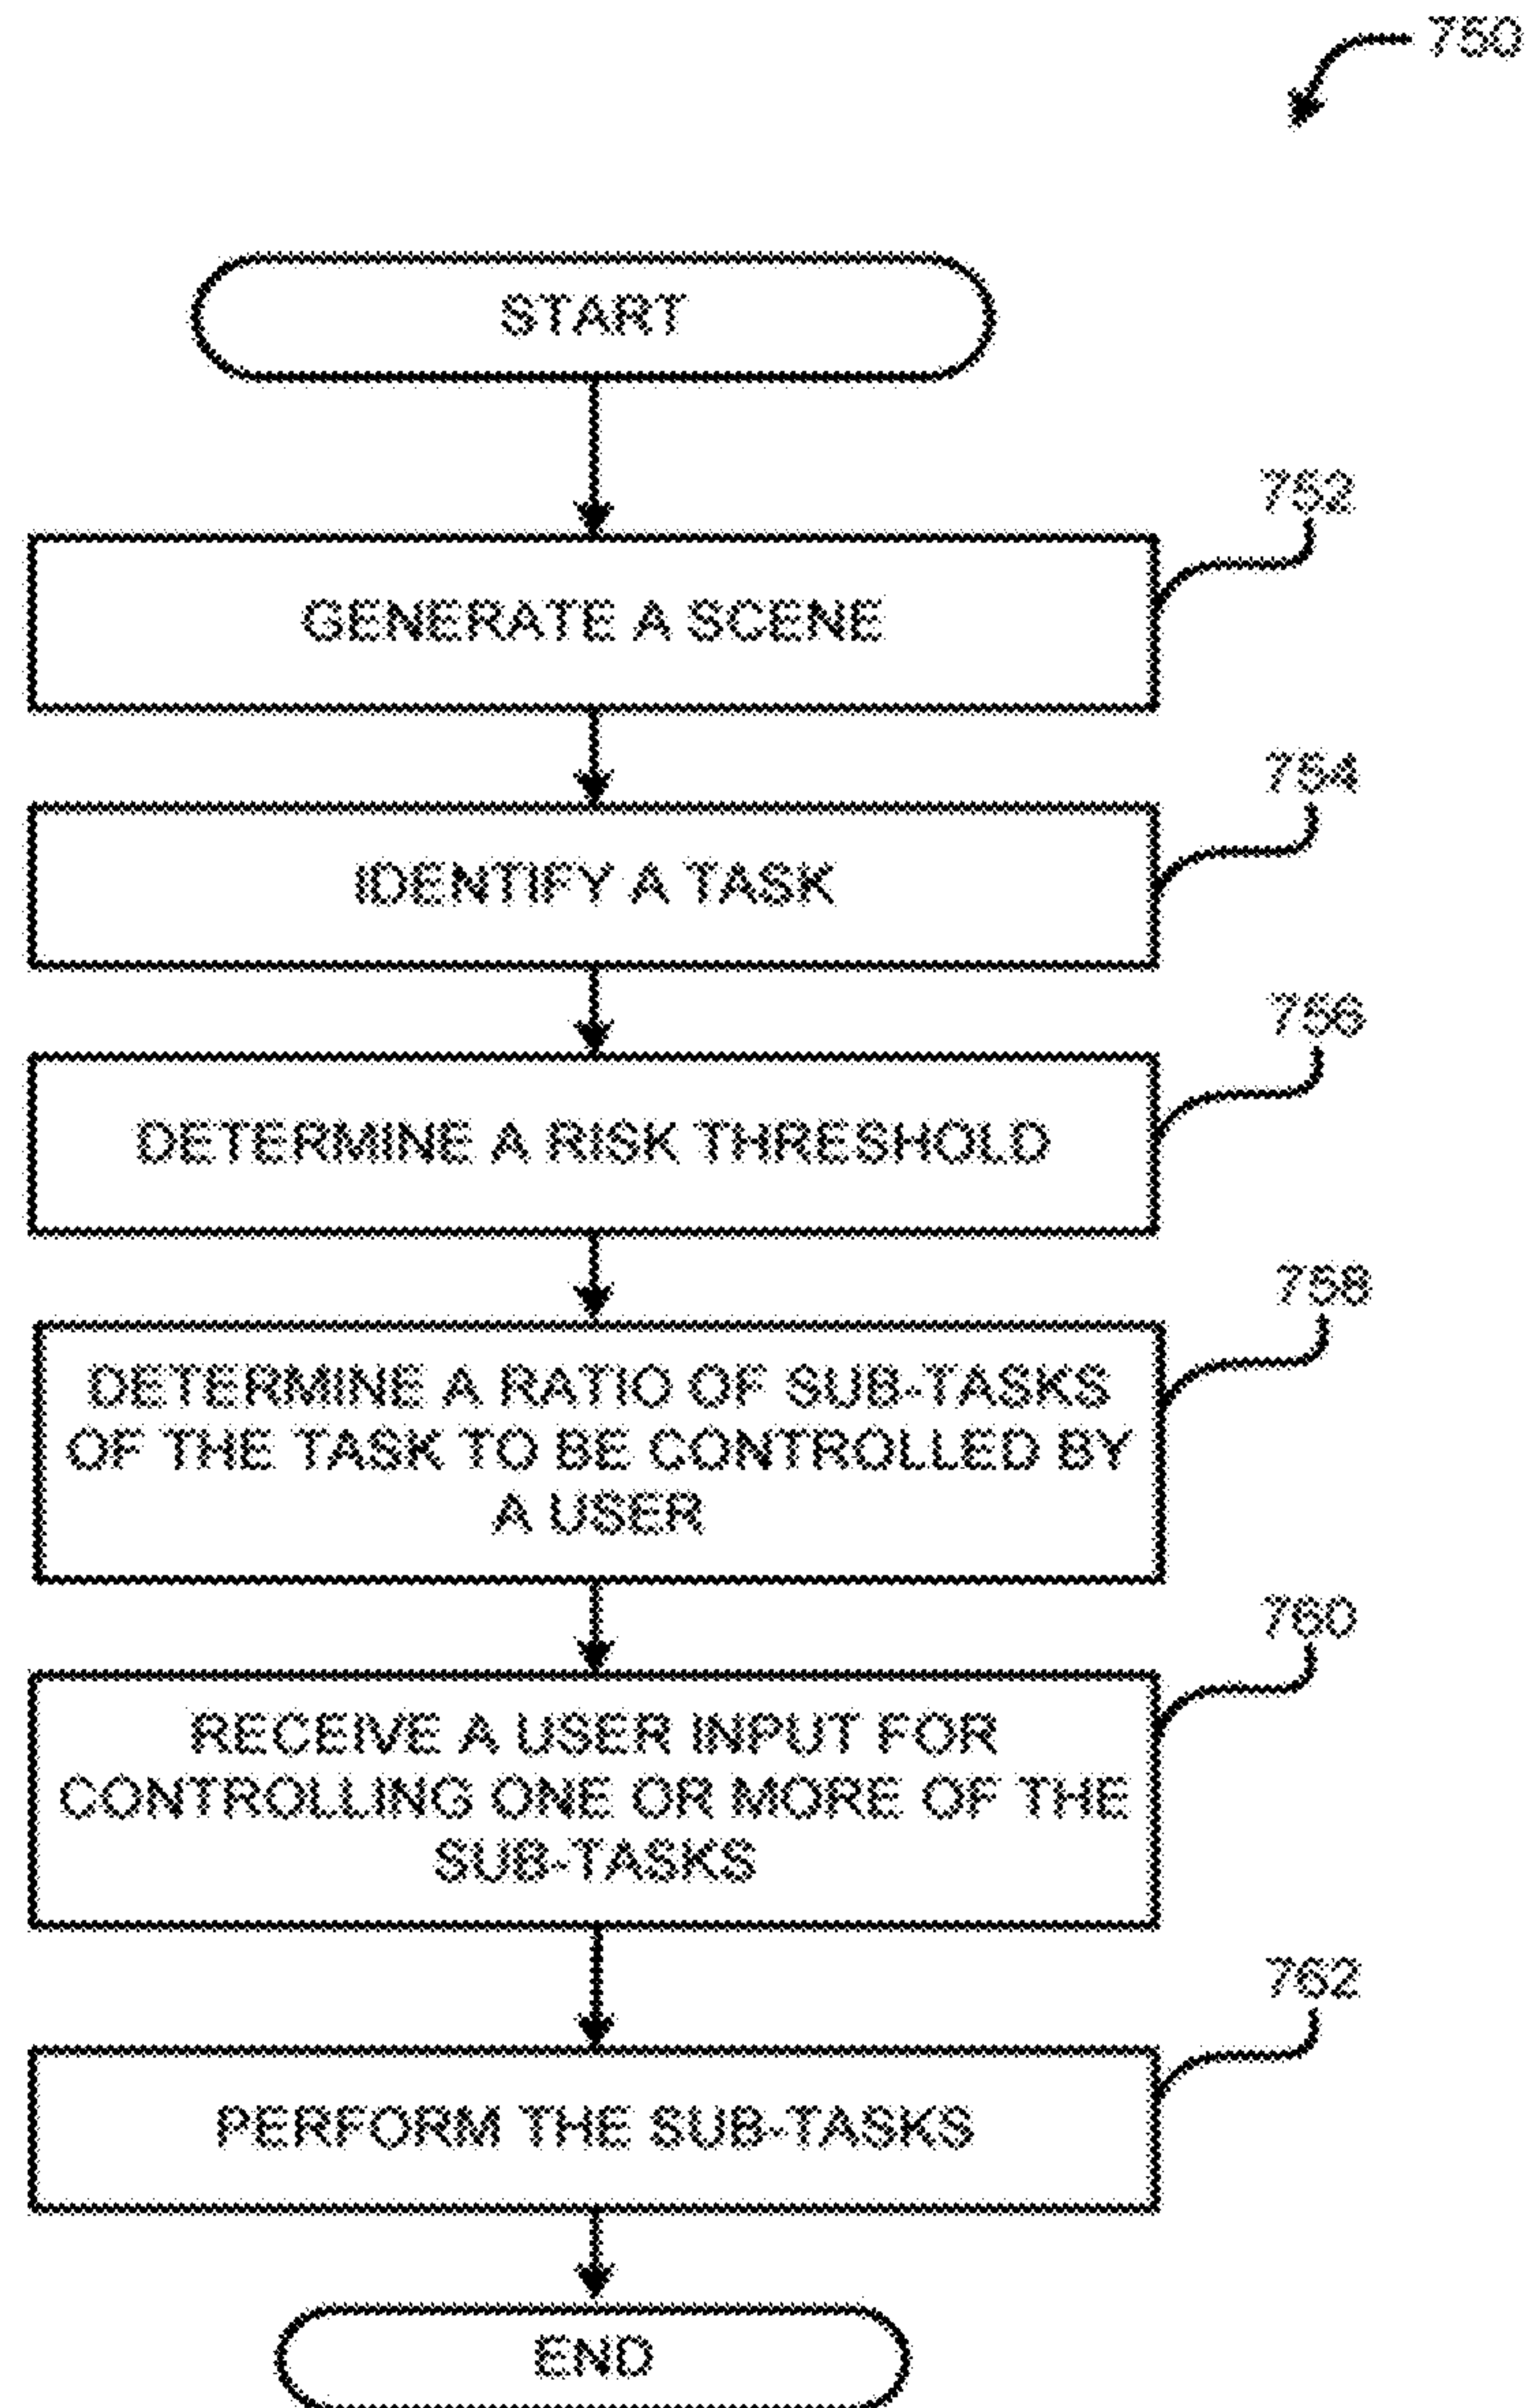 750
START
752
GENERATE A SCENE
754
IDENTIFY A TASK
756
DETERMINE A RISK THRESHOLD
758
DETERMINE A RATIO OF SUB-TASKS
OF THE TASK TO BE CONTROLLED BY
A USER
760
RECEIVE A USER INPUT FOR
CONTROLLING ONE OR MORE OF THE
SUB-TASKS
762
PERFORM THE SUB-TASKS
END